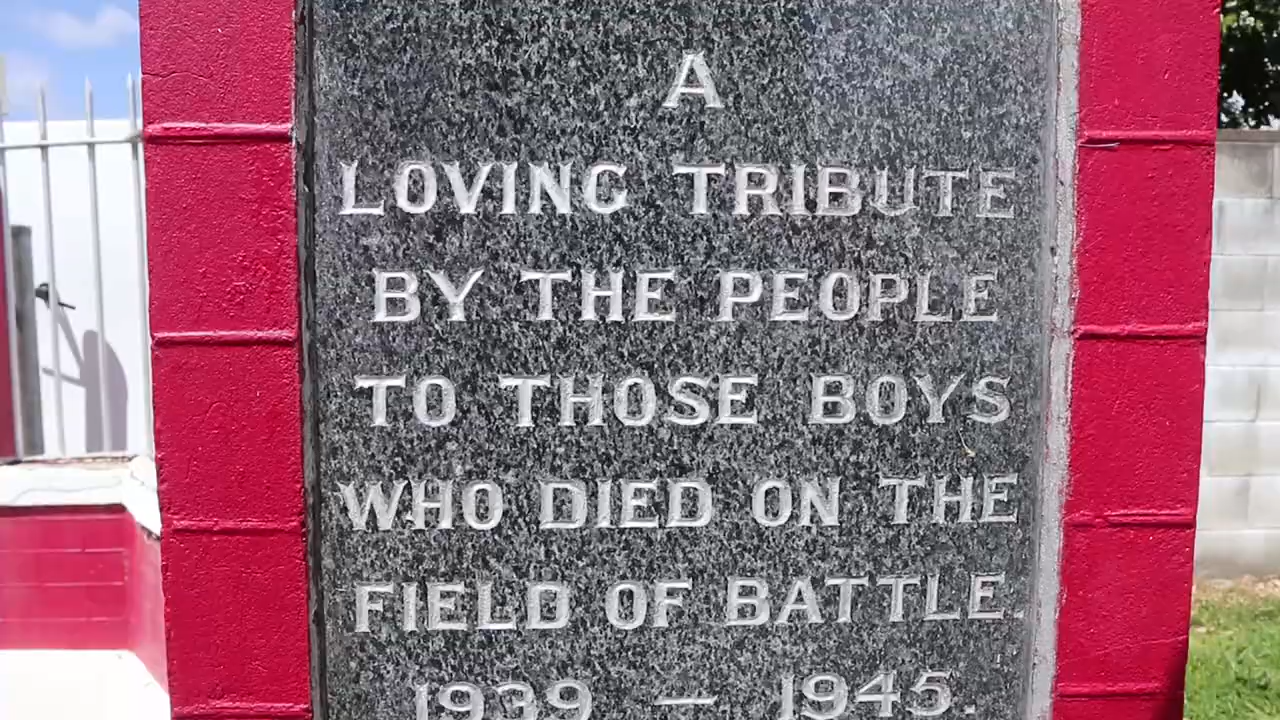 A
LOVING TRIBUTE
BY THE PEOPLE
TO THOSE BOYS
WHO DIED ON THE
FIELD OF BATTLE.
1939 — 1945.